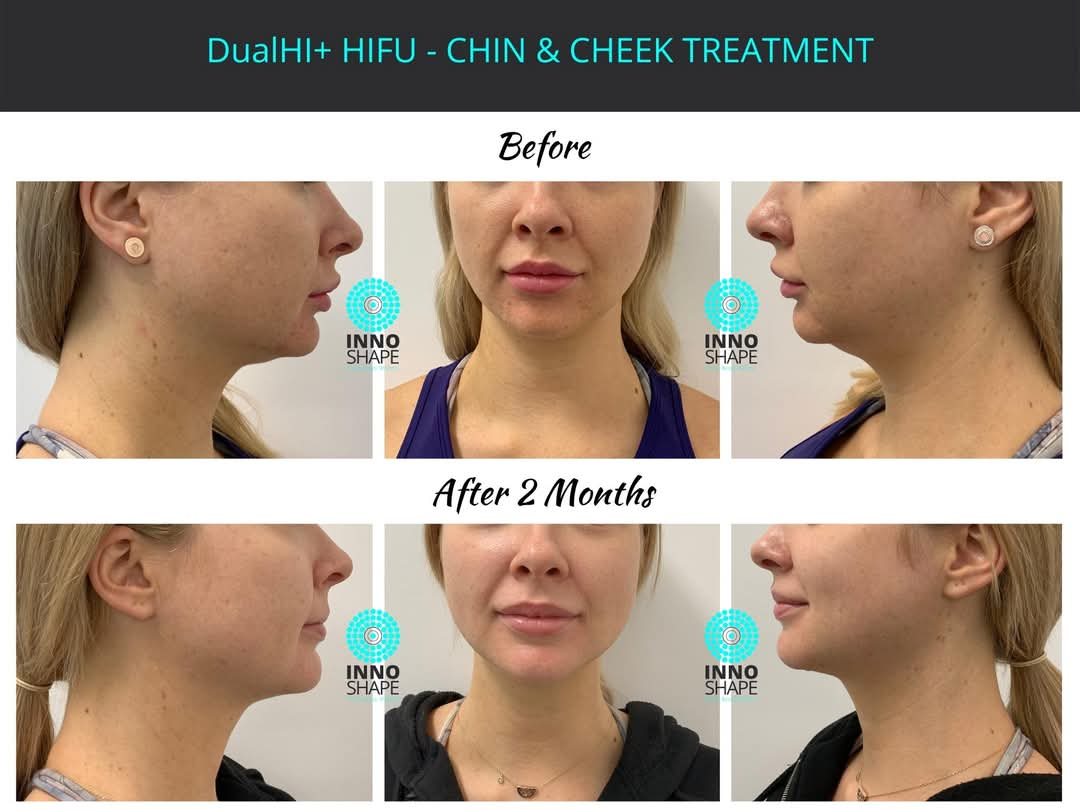 DualHI+ HIFU - CHIN & CHEEK TREATMENT
Before
INNO
SHAPE
INNO
SHAPE
After 2 Months
INNO
SHAPE
INNO
SHAPE